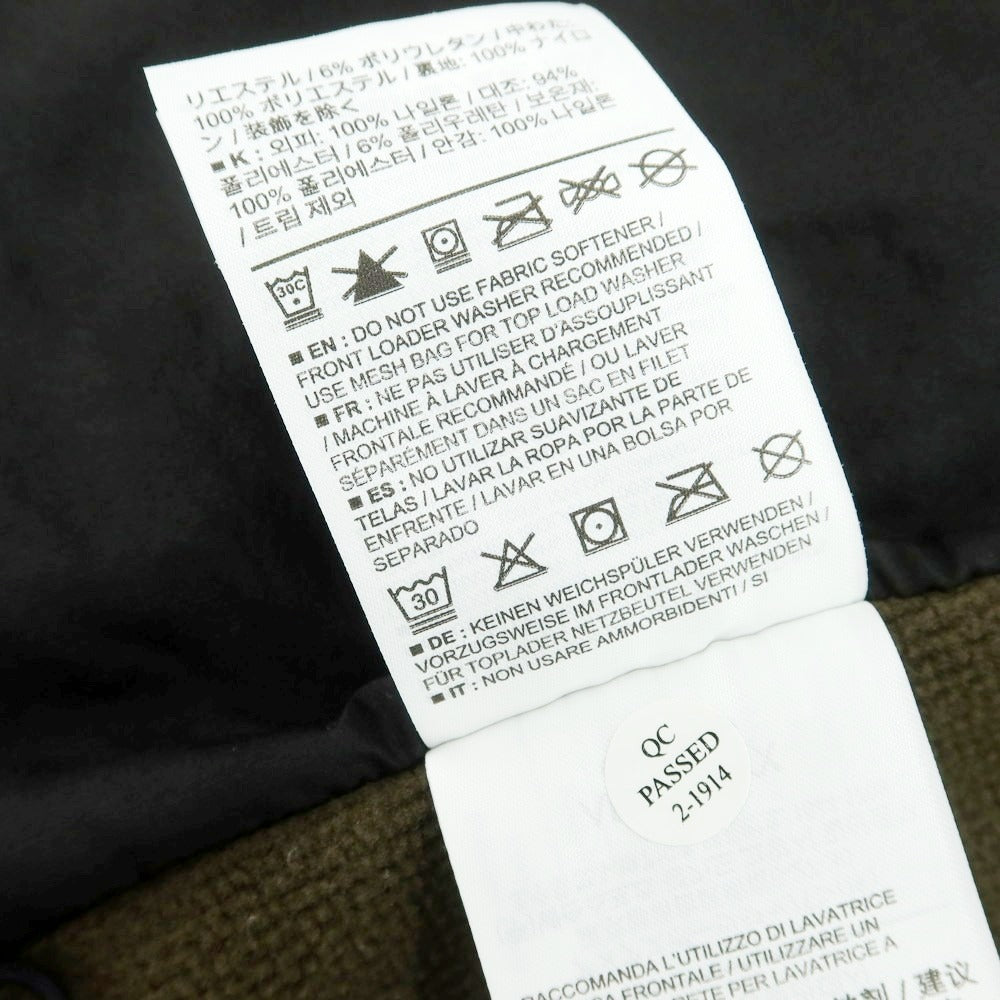 リエステル / 6% ポリウレタン / 中わた:
100% ポリエステル / 裏地: 100% ナイロ
ン / 装飾を除く
■ K : 외피: 100% 나일론 / 대조: 94%
폴리에스터 / 6% 폴리우레탄 / 보온재:
100% 폴리에스터 / 안감: 100% 나일론
/ 트림 제외
30C
■ EN : DO NOT USE FABRIC SOFTENER /
FRONT LOADER WASHER RECOMMENDED /
USE MESH BAG FOR TOP LOAD WASHER
■ FR : NE PAS UTILISER D'ASSOUPLISSANT
/ MACHINE À LAVER À CHARGEMENT
FRONTALE RECOMMANDÉ / OU LAVER
SÉPARÉMENT DANS UN SAC EN FILET
■ ES : NO UTILIZAR SUAVIZANTE DE
TELAS / LAVAR LA ROPA POR LA PARTE DE
ENFRENTE / LAVAR EN UNA BOLSA POR
SEPARADO
30
■ DE : KEINEN WEICHSPÜLER VERWENDEN /
VORZUGSWEISE IM FRONTLADER WASCHEN /
FÜR TOPLADER NETZBEUTEL VERWENDEN
■ IT : NON USARE AMMORBIDENTI / SI
QC
PASSED
2-1914
RACCOMANDA L'UTILIZZO DI LAVATRICE
FRONTALE / UTILIZZARE UN
RETE PER LAVATRICE A
/ 建议